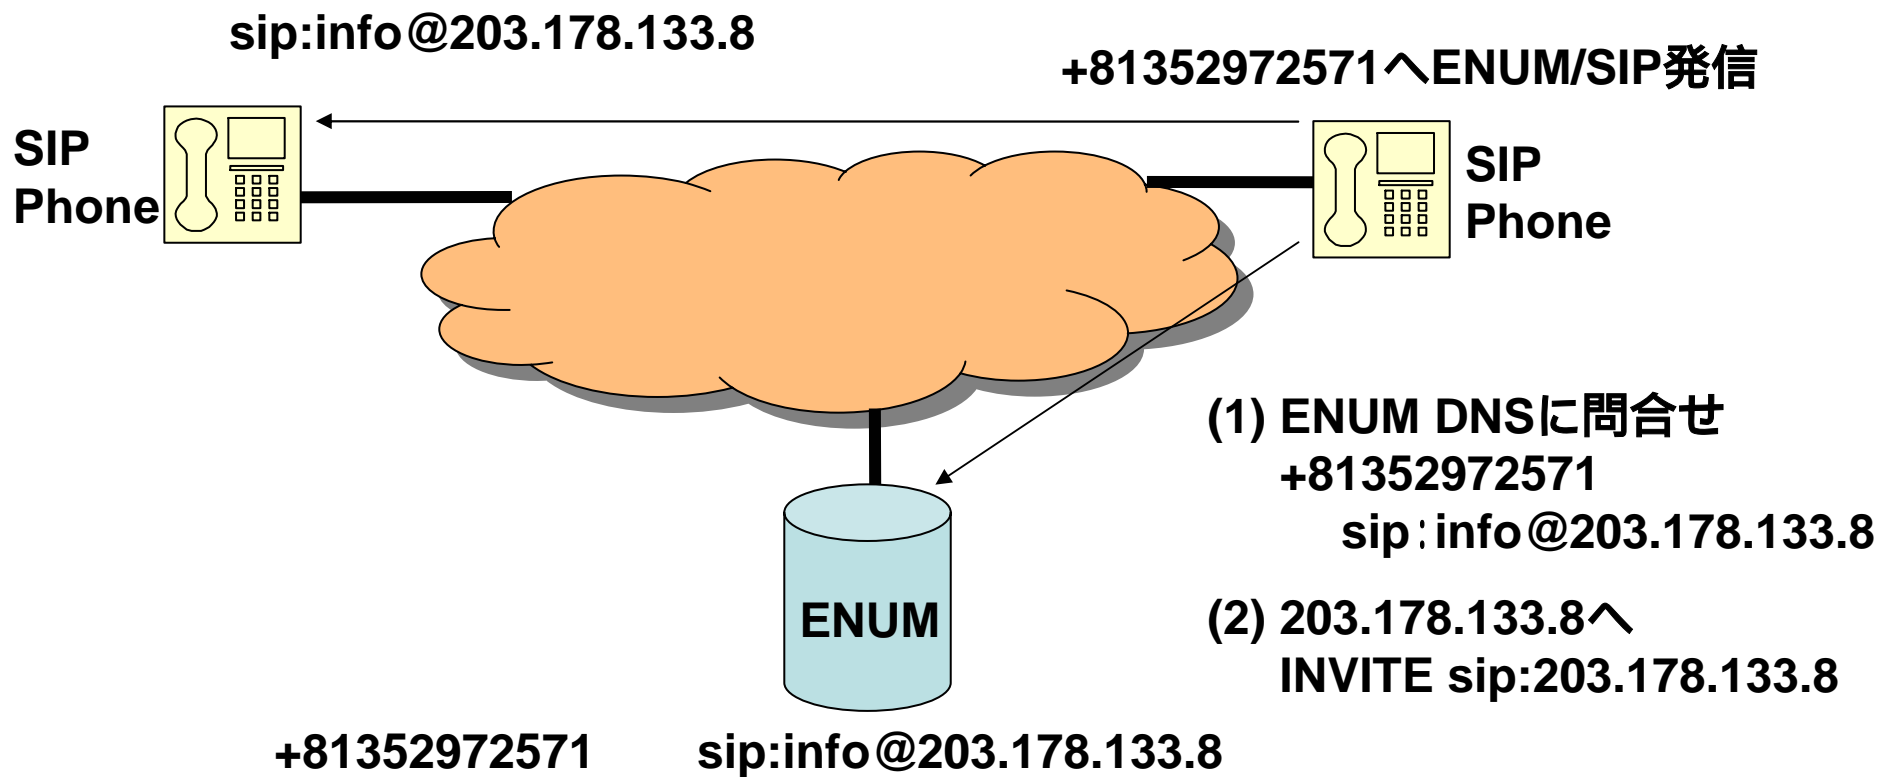 sip:info@203.178.133.8
+81352972571へENUM/SIP発信
SIP
Phone
SIP
Phone
(1) ENUM DNSに問合せ
+81352972571
sip:info@203.178.133.8
(2) 203.178.133.8へ
INVITE sip:203.178.133.8
ENUM
+81352972571 sip:info@203.178.133.8